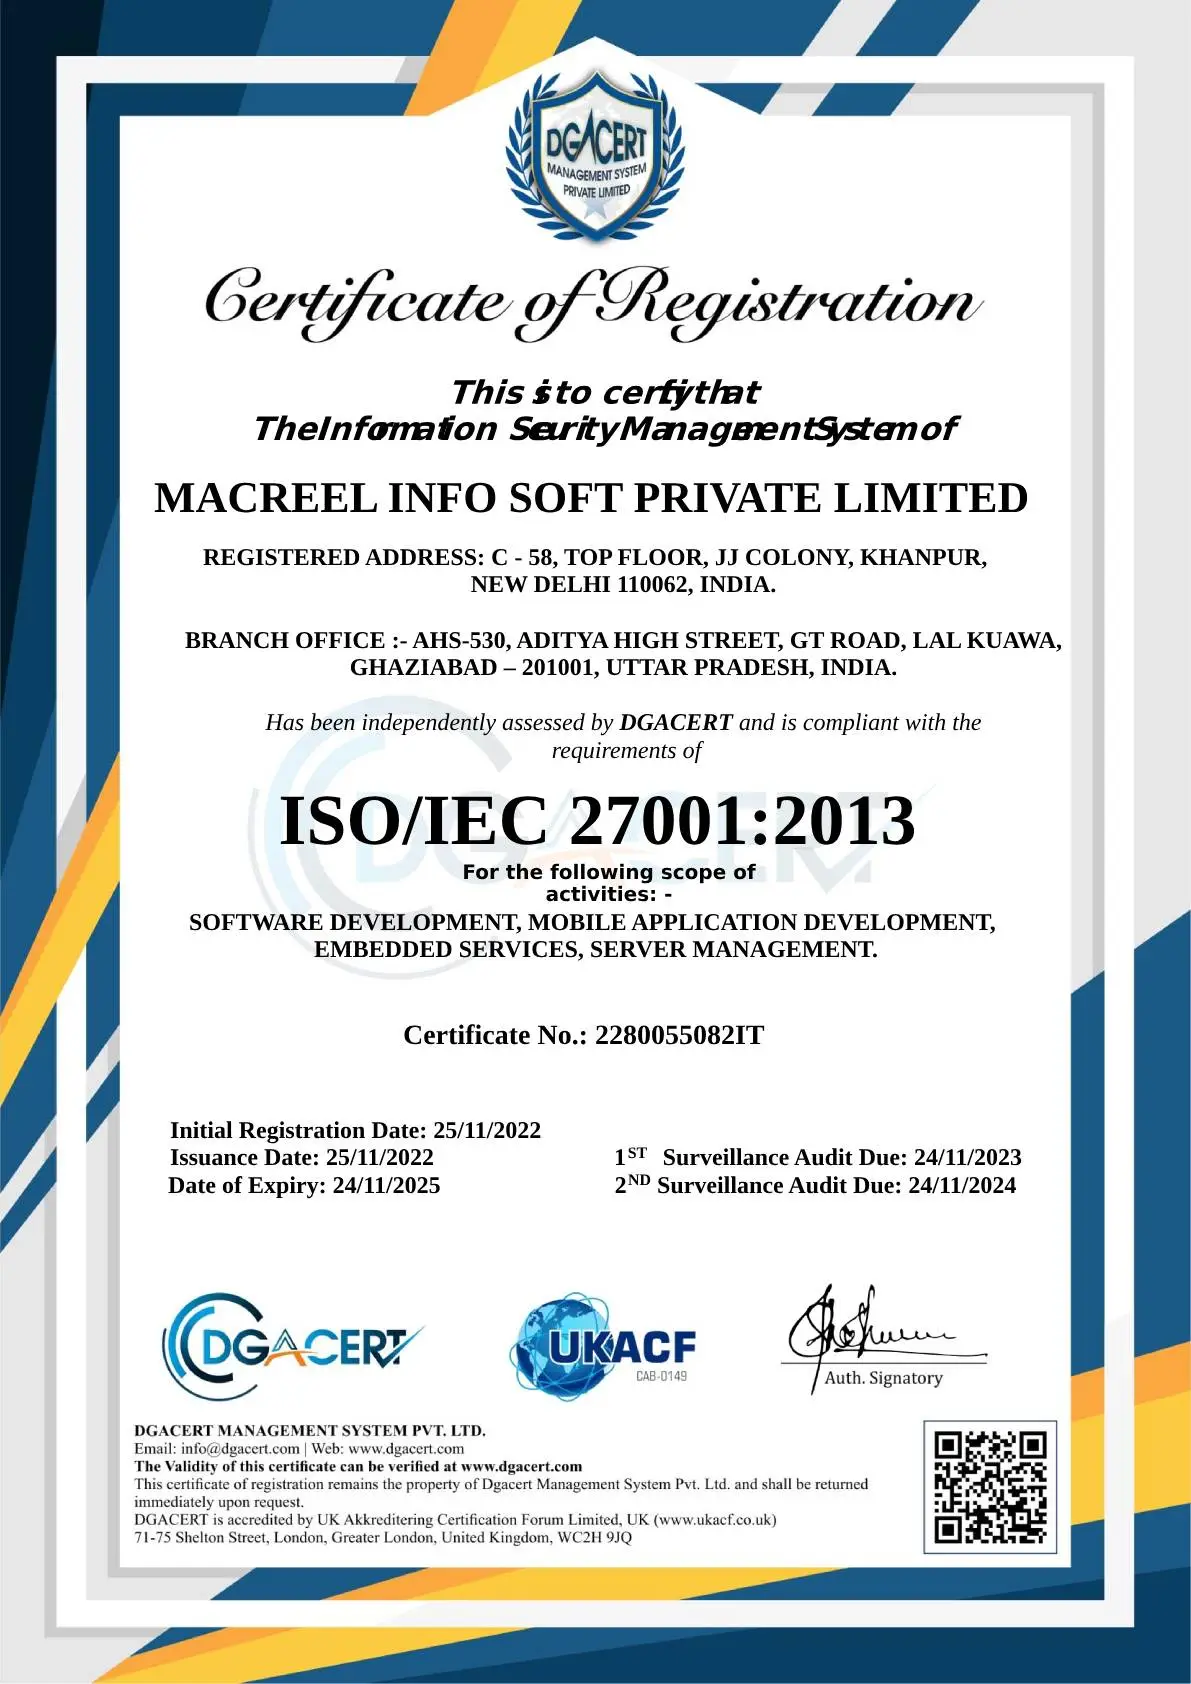 DGACERT
MANAGEMENT SYSTEM
PRIVATE LIMITED
Certificate of Registration
This is to certify that
The Information Security Management System of
MACREEL INFO SOFT PRIVATE LIMITED
REGISTERED ADDRESS: C - 58, TOP FLOOR, JJ COLONY, KHANPUR,
NEW DELHI 110062, INDIA.
BRANCH OFFICE :- AHS-530, ADITYA HIGH STREET, GT ROAD, LAL KUAWA,
GHAZIABAD – 201001, UTTAR PRADESH, INDIA.
Has been independently assessed by DGACERT and is compliant with the
requirements of
ISO/IEC 27001:2013
For the following scope of
activities: -
SOFTWARE DEVELOPMENT, MOBILE APPLICATION DEVELOPMENT,
EMBEDDED SERVICES, SERVER MANAGEMENT.
Certificate No.: 2280055082IT
Initial Registration Date: 25/11/2022
Issuance Date: 25/11/2022 1ST Surveillance Audit Due: 24/11/2023
Date of Expiry: 24/11/2025 2ND Surveillance Audit Due: 24/11/2024
DGACERT
UKACF
CAB-0149
Auth. Signatory
DGACERT MANAGEMENT SYSTEM PVT. LTD.
Email: info@dgacert.com | Web: www.dgacert.com
The Validity of this certificate can be verified at www.dgacert.com
This certificate of registration remains the property of Dgacert Management System Pvt. Ltd. and shall be returned
immediately upon request.
DGACERT is accredited by UK Akkreditering Certification Forum Limited, UK (www.ukacf.co.uk)
71-75 Shelton Street, London, Greater London, United Kingdom, WC2H 9JQ